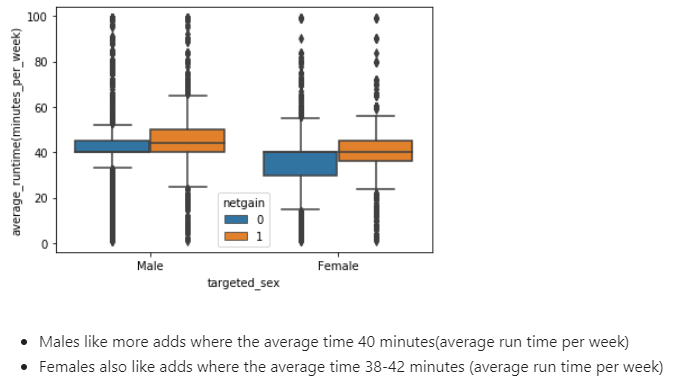 100
80
60
40
20
0
average_runtime(minutes_per_week)
netgain
0
1
Male
Female
targeted_sex
• Males like more adds where the average time 40 minutes(average run time per week)
• Females also like adds where the average time 38-42 minutes (average run time per week)